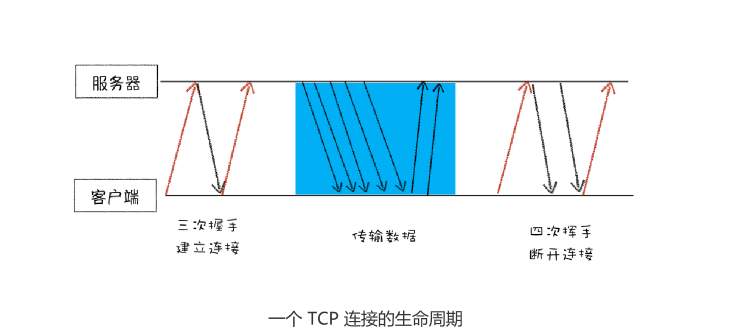 服务器
客户端
三次握手
建立连接
传输数据
四次挥手
断开连接
一个 TCP 连接的生命周期